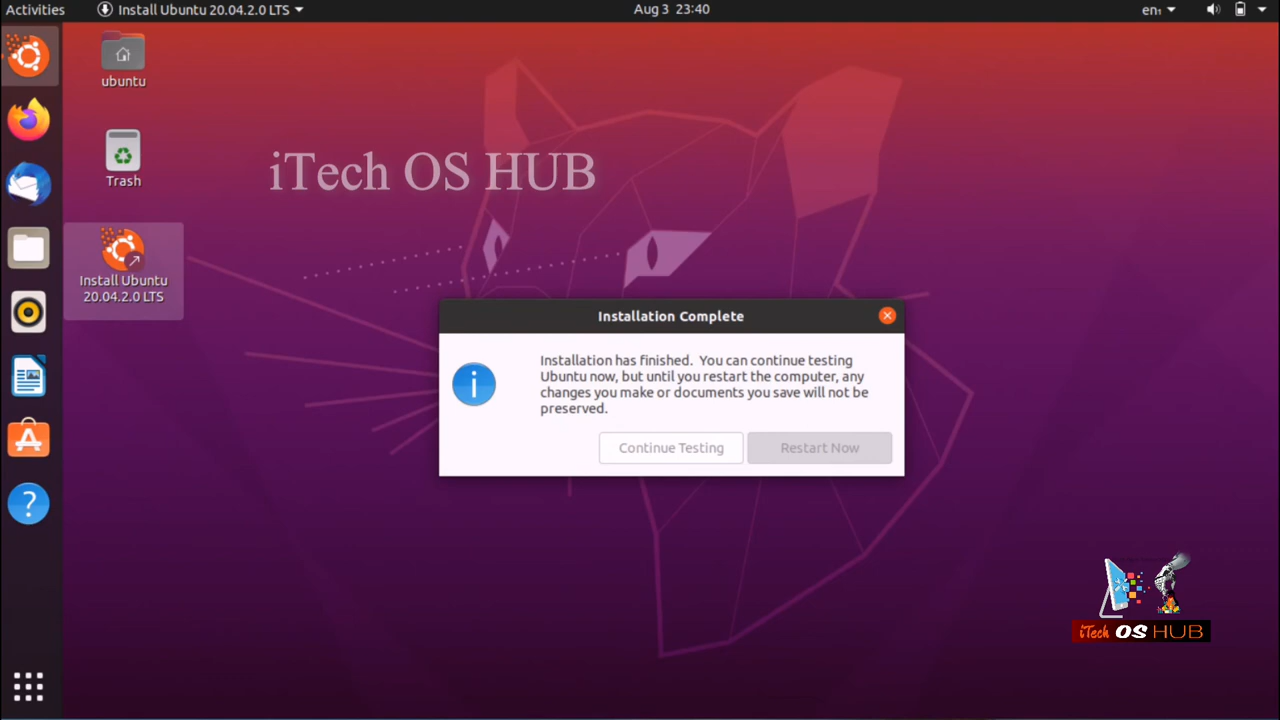 Activities
Install Ubuntu 20.04.2.0 LTS
Aug 3 23:40
en₁
ubuntu
Trash
iTech OS HUB
Install Ubuntu
20.04.2.0 LTS
Installation Complete
Installation has finished. You can continue testing
Ubuntu now, but until you restart the computer, any
changes you make or documents you save will not be
preserved.
Continue Testing
Restart Now
iTech OS HUB